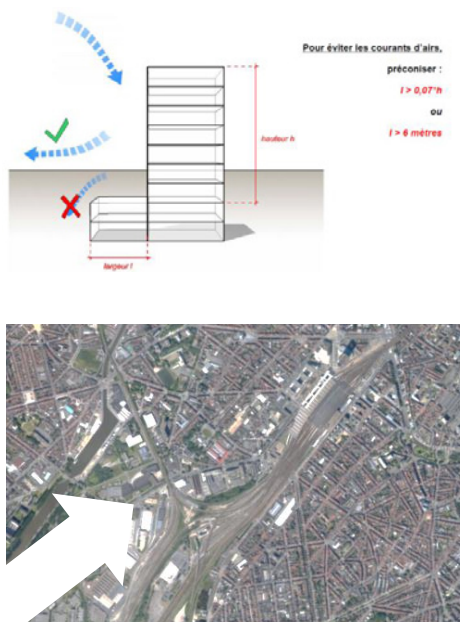 Pour éviter les courants d'airs,
préconiser :
l > 0,07*h
ou
l > 6 mètres
hauteur h
largeur l